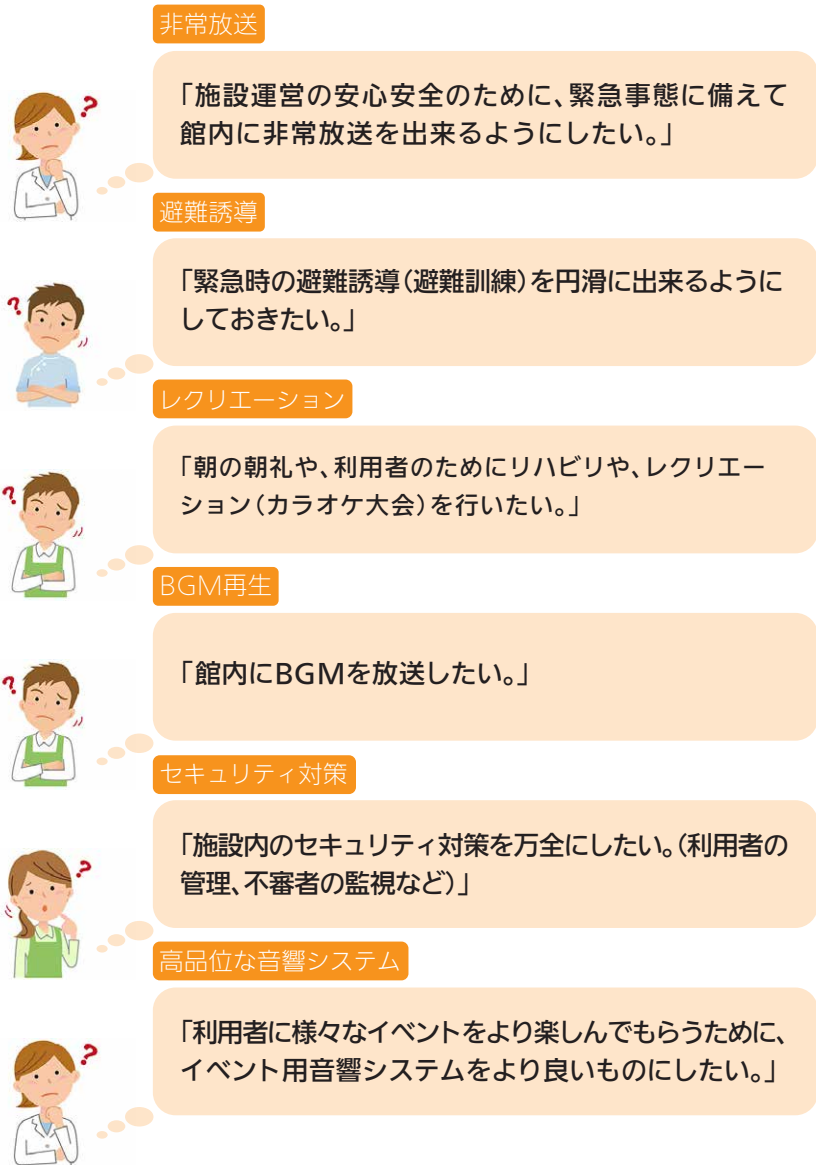 非常放送
「施設運営の安心安全のために、緊急事態に備えて
館内に非常放送を出来るようにしたい。」
避難誘導
「緊急時の避難誘導（避難訓練）を円滑に出来るように
しておきたい。」
レクリエーション
「朝の朝礼や、利用者のためにリハビリや、レクリエー
ション（カラオケ大会）を行いたい。」
BGM再生
「館内にBGMを放送したい。」
セキュリティ対策
「施設内のセキュリティ対策を万全にしたい。（利用者の
管理、不審者の監視など）」
高品位な音響システム
「利用者に様々なイベントをより楽しんでもらうために、
イベント用音響システムをより良いものにしたい。」